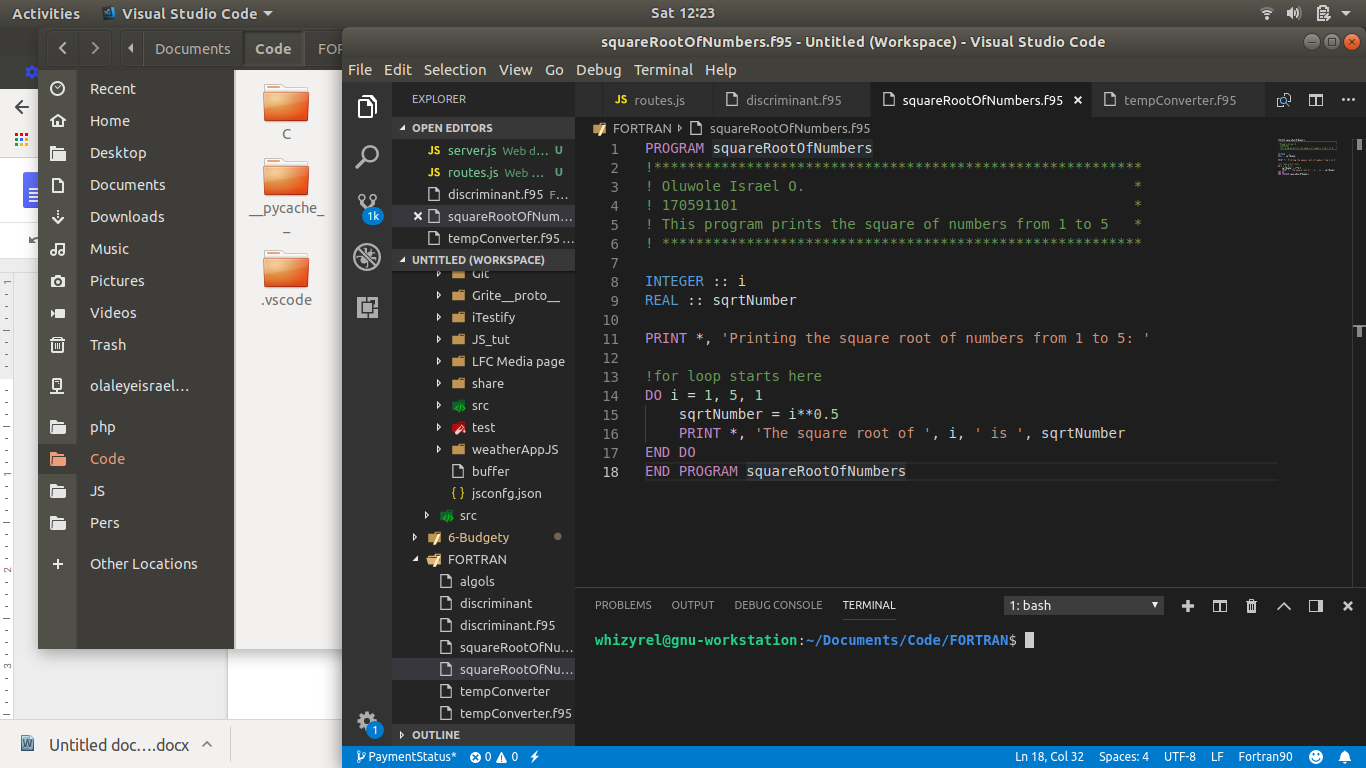 Activities
Visual Studio Code
Sat 12:23
Documents
Code
FOR
Recent
Home
Desktop
Documents
Downloads
Music
Pictures
Videos
Trash
olaleyeisrael…
php
Code
JS
Pers
Other Locations
C
__pycache_
_
.vscode
Untitled doc….docx
squareRootOfNumbers.f95 - Untitled (Workspace) - Visual Studio Code
File Edit Selection View Go Debug Terminal Help
EXPLORER
OPEN EDITORS
JS server.js Web d… U
JS routes.js Web … U
discriminant.f95 F…
squareRootOfNum…
tempConverter.f95 …
UNTITLED (WORKSPACE)
Git
Grite__proto__
iTestify
JS_tut
LFC Media page
share
src
test
weatherAppJS
buffer
{ } jsconfg.json
src
6-Budgety
FORTRAN
algols
discriminant
discriminant.f95
squareRootOfNu…
squareRootOfNu…
tempConverter
tempConverter.f95
OUTLINE
1k
1
JS routes.js
discriminant.f95
squareRootOfNumbers.f95
tempConverter.f95
FORTRAN squareRootOfNumbers.f95
1 PROGRAM squareRootOfNumbers
2 !**********************************************************
3 ! Oluwole Israel O. *
4 ! 170591101 *
5 ! This program prints the square of numbers from 1 to 5 *
6 ! *********************************************************
7
8 INTEGER :: i
9 REAL :: sqrtNumber
10
11 PRINT *, 'Printing the square root of numbers from 1 to 5: '
12
13 !for loop starts here
14 DO i = 1, 5, 1
15 sqrtNumber = i**0.5
16 PRINT *, 'The square root of ', i, ' is ', sqrtNumber
17 END DO
18 END PROGRAM squareRootOfNumbers
PROBLEMS OUTPUT DEBUG CONSOLE TERMINAL
1: bash
whizyrel@gnu-workstation:~/Documents/Code/FORTRAN$
PaymentStatus* 0 0
Ln 18, Col 32 Spaces: 4 UTF-8 LF Fortran90